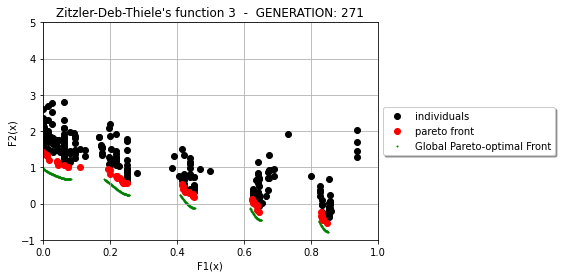 Zitzler-Deb-Thiele's function 3 - GENERATION: 271
5
4
3
2
1
0
−1
F2(x)
0.0 0.2 0.4 0.6 0.8 1.0
F1(x)
individuals
pareto front
Global Pareto-optimal Front